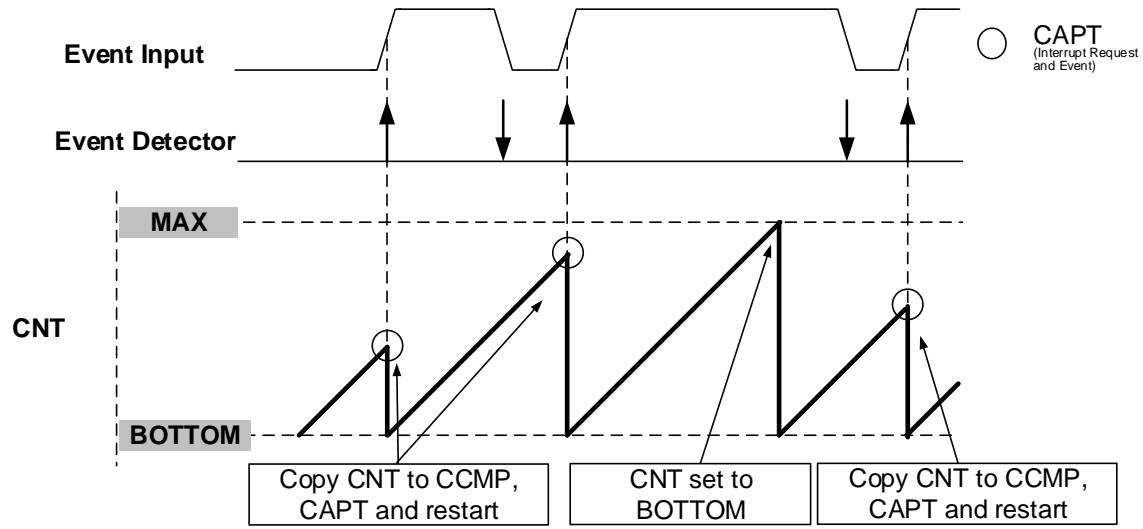 Event Input
CAPT
(Interrupt Request
and Event)
Event Detector
MAX
CNT
BOTTOM
Copy CNT to CCMP,
CAPT and restart
CNT set to
BOTTOM
Copy CNT to CCMP,
CAPT and restart